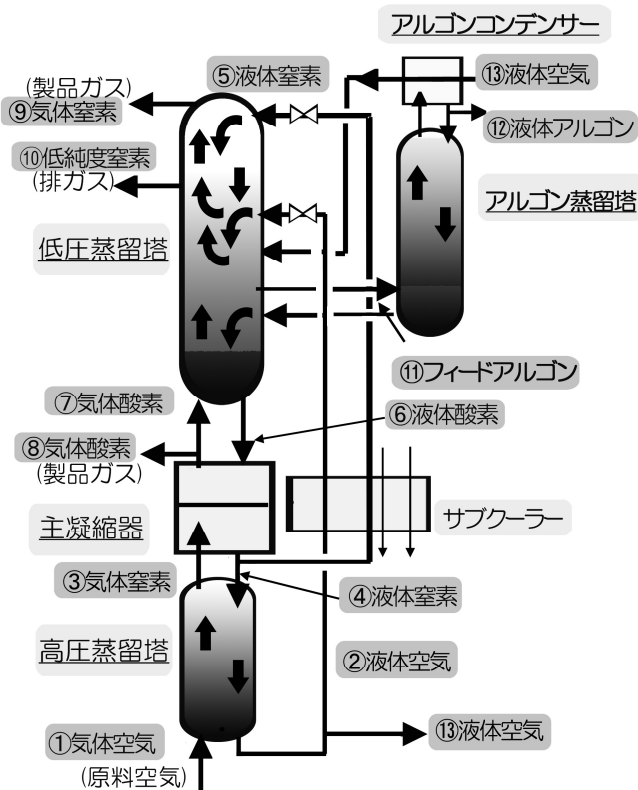 アルゴンコンデンサー
⑤液体窒素
⑬液体空気
(製品ガス)
⑨気体窒素
⑫液体アルゴン
⑩低純度窒素
(排ガス)
アルゴン蒸留塔
低圧蒸留塔
⑪フィードアルゴン
⑦気体酸素
⑥液体酸素
⑧気体酸素
(製品ガス)
サブクーラー
主凝縮器
③気体窒素
④液体窒素
高圧蒸留塔
②液体空気
⑬液体空気
①気体空気
(原料空気)